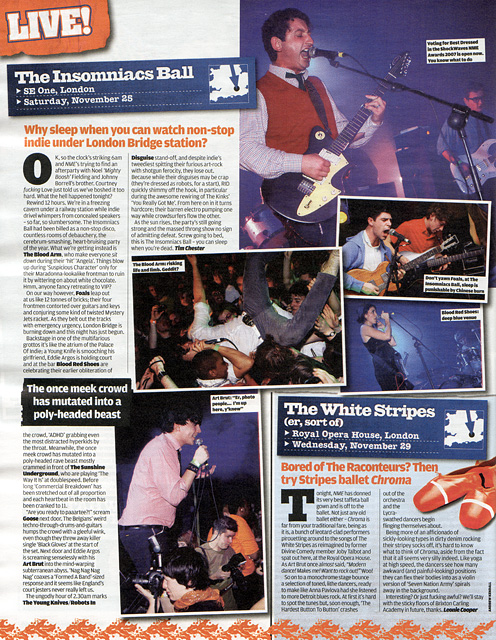 LIVE!
The Insomniacs Ball
SE One, London
Saturday, November 25
Why sleep when you can watch non-stop
indie under London Bridge station?
OK, so the clock's striking 6am
and NME's trying to find an
afterparty with Noel 'Mighty
Boosh' Fielding and Johnny
Borrell's brother. Courtney
fucking Love just told us we've boshed it too
hard. What the hell happened tonight?
Rewind 12 hours. We're in a freezing
cavern under a railway station while indie
drivel whimpers from concealed speakers
– so far, so slumbersome. The Insomniacs
Ball had been billed as a non-stop disco,
countless rooms of debauchery, the
cerebrum-smashing, heart-bruising party
of the year. What we're getting instead is
The Blood Arm, who make everyone sit
down during their 'hit' 'Angela'. Things blow
up during 'Suspicious Character' only for
their Maradona-lookalike frontman to ruin
it by wittering on about white chocolate.
Hmm, anyone fancy retreating to VIP?
On our way however, Foals leap out
at us like 12 tonnes of bricks; their four
frontmen contorted over guitars and keys
and conjuring some kind of twisted Mystery
Jets racket. As they belt out the tracks
with emergency urgency, London Bridge is
burning down and this night has just begun.
Backstage in one of the multifarious
grottos it's like the atrium of the Palace
Of Indie; a Young Knife is smooching his
girlfriend, Eddie Argos is holding court
and at the bar Blood Red Shoes are
celebrating their earlier obliteration of
The once meek crowd
has mutated into a
poly-headed beast
the crowd, 'ADHD' grabbing even
the most distracted hyperkids by
the throat. Meanwhile, the once
meek crowd has mutated into a
poly-headed rave beast mostly
crammed in front of The Sunshine
Underground, who are playing 'The
Way It Is' at doublespeed. Before
long 'Commercial Breakdown' has
been stretched out of all proportion
and each heartbeat in the room has
been cranked to 11.
"Are you ready to paaartee?!" scream
Goose next door. The Belgians' weird
techno-through-drums-and-guitars
humps the crowd with a gleeful wink,
even though they throw away killer
single 'Black Gloves' at the start of
the set. Next door and Eddie Argos
is screaming senselessly with his
Art Brut into the mind-warping
subterranean abyss. 'Nag Nag Nag
Nag' coaxes a 'Formed A Band'-sized
response and it seems like England's
court jesters never really left us.
The ungodly hour of 2.30am marks
The Young Knives/Robots In
Disguise stand-off, and despite indie's
tweediest spitting their furious art-rock
with shotgun ferocity, they lose out.
Because while their disguises may be crap
(they're dressed as robots, for a start), RID
quickly shimmy off the hook, in particular
during the awesome rewiring of The Kinks'
'You Really Got Me'. From here on in it turns
hardcore; their barren electro pumping one
way while crowdsurfers flow the other.
As the sun rises, the party's still going
strong and the massed throng show no sign
of admitting defeat. Screw going to bed,
this is The Insomniacs Ball – you can sleep
when you're dead. Tim Chester
Voting for Best Dressed
in the ShockWaves NME
Awards 2007 is open now.
You know what to do
The Blood Arm: risking
life and limb. Geddit?
Don't yawn Foals, at The
Insomniacs Ball, sleep is
punishable by Chinese burn
Blood Red Shoes:
deep blue venue
Art Brut: "Er, photo
people… I'm up
here, y'know"
The White Stripes
(er, sort of)
Royal Opera House, London
Wednesday, November 29
Bored of The Raconteurs? Then
try Stripes ballet Chroma
Tonight, NME has donned
its very best taffeta ball
gown and is off to the
ballet. Not just any old
ballet either – Chroma is
far from your traditional fare, being as
it is, a bunch of leotard-clad performers
pirouetting around to the songs of The
White Stripes as reimagined by former
Divine Comedy member Joby Talbot and
spat out here, at the Royal Opera House.
As Art Brut once almost said, "Modern
dance! Makes me! Want to rock out!" Woo!
So on to a monochrome stage bounce
a selection of toned, lithe dancers, ready
to make like Anna Pavlova had she listened
to more Detroit blues rock. At first it's hard
to spot the tunes but, soon enough, 'The
Hardest Button To Button' crashes
out of the
orchestra
and the
Lycra-
swathed dancers begin
flinging themselves about.
Being more of an afficionado of
sickly-looking types in dirty denim rocking
their stripey socks off, it's hard to know
what to think of Chroma, aside from the fact
that it all seems very silly indeed. Like yoga
at high speed, the dancers see how many
awkward (and painful-looking) positions
they can flex their bodies into as a violin
version of 'Seven Nation Army' spirals
away in the background.
Interesting? Or just fucking awful? We'll stay
with the sticky floors of Brixton Carling
Academy in future, thanks. Leonie Cooper